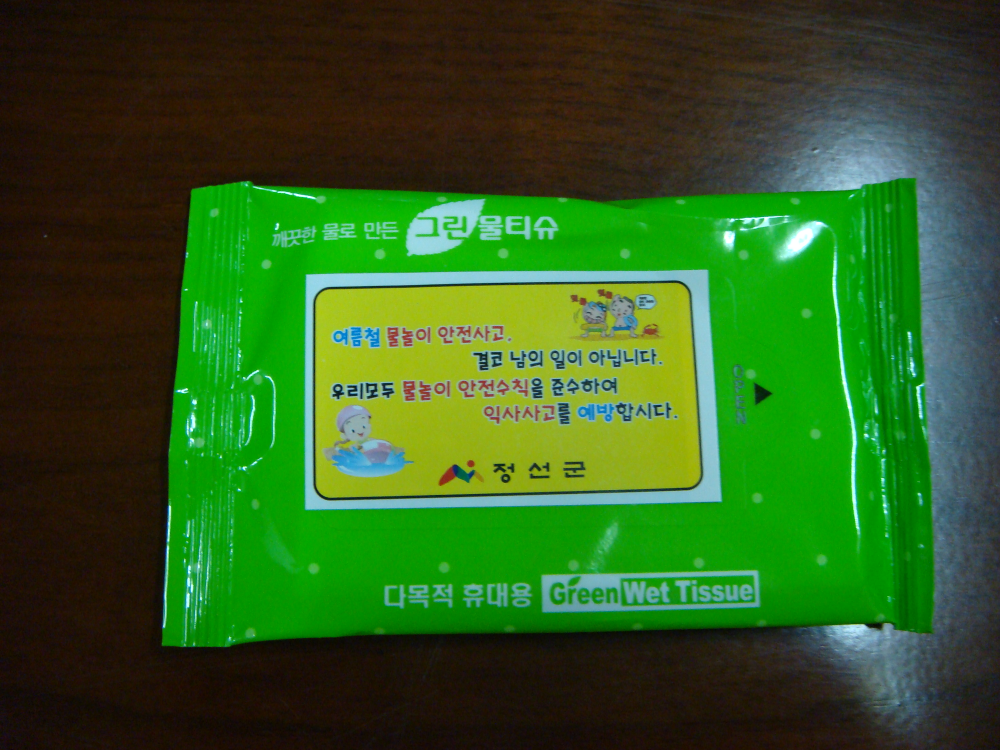 깨끗한 물로 만든 그린 물티슈
여름철 물놀이 안전사고.
결코 남의 일이 아닙니다.
우리모두 물놀이 안전수칙을 준수하여
익사사고를 예방합시다.
정선군
다목적 휴대용 Green Wet Tissue